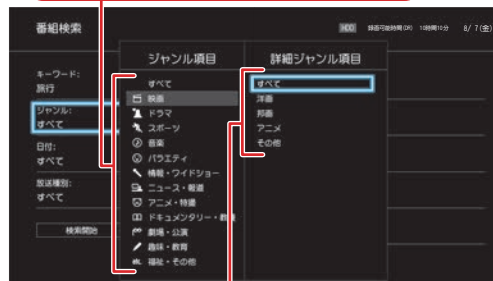 番組検索
HDD 録画可能時間(DR) 10時間10分 8/ 7(金)
ジャンル項目
詳細ジャンル項目
キーワード:
旅行
ジャンル:
すべて
日付:
すべて
放送種別:
すべて
検索開始
すべて
映画
ドラマ
スポーツ
音楽
バラエティ
情報・ワイドショー
ニュース・報道
アニメ・特撮
ドキュメンタリー・教養
劇場・公演
趣味・教育
etc. 福祉・その他
すべて
洋画
邦画
アニメ
その他